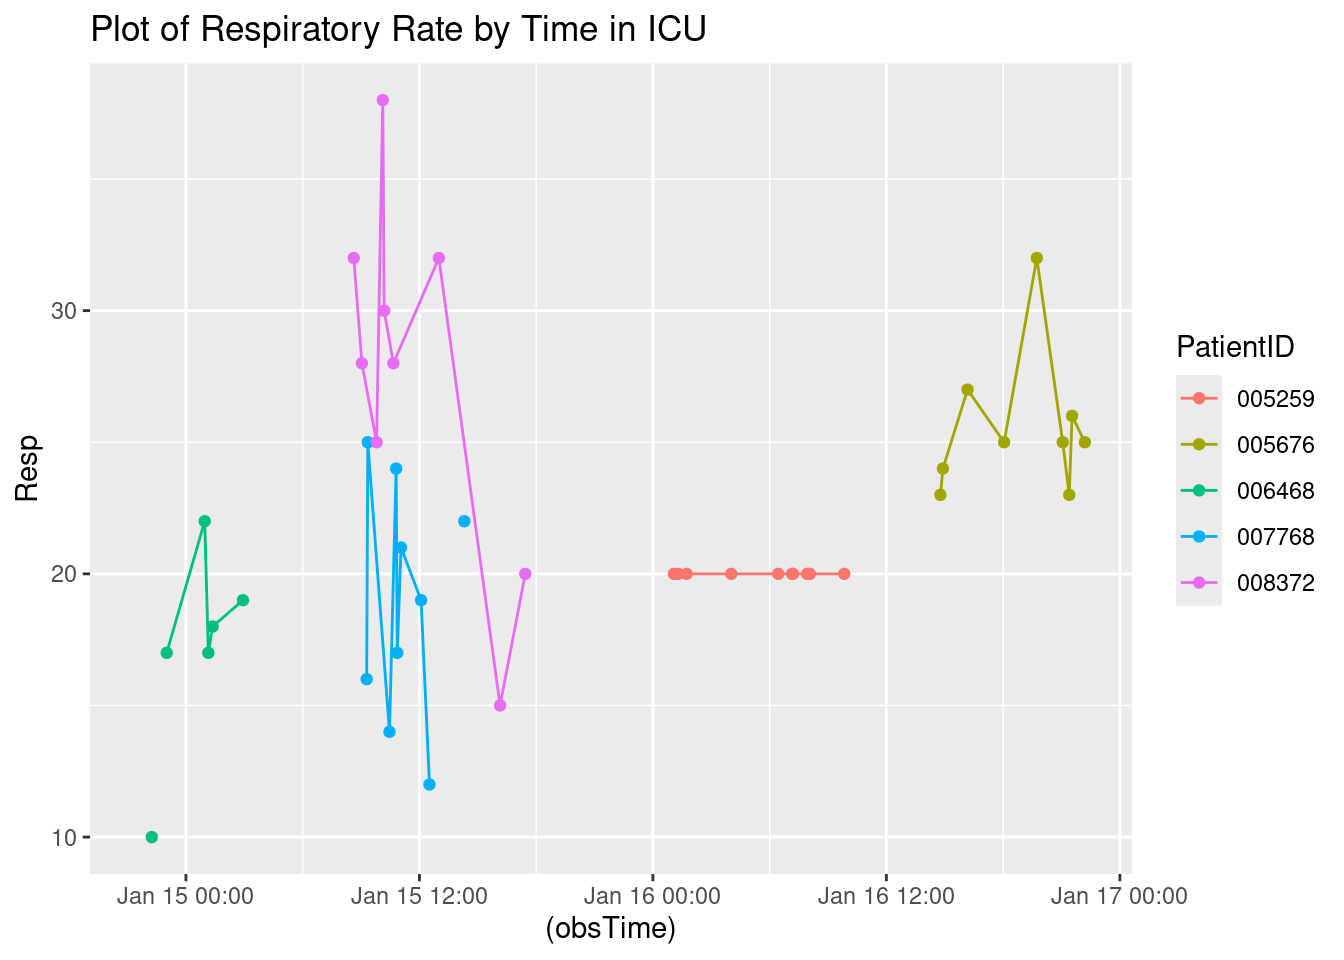 Plot of Respiratory Rate by Time in ICU
Resp
30
20
10
Jan 15 00:00
Jan 15 12:00
Jan 16 00:00
Jan 16 12:00
Jan 17 00:00
(obsTime)
PatientID
005259
005676
006468
007768
008372